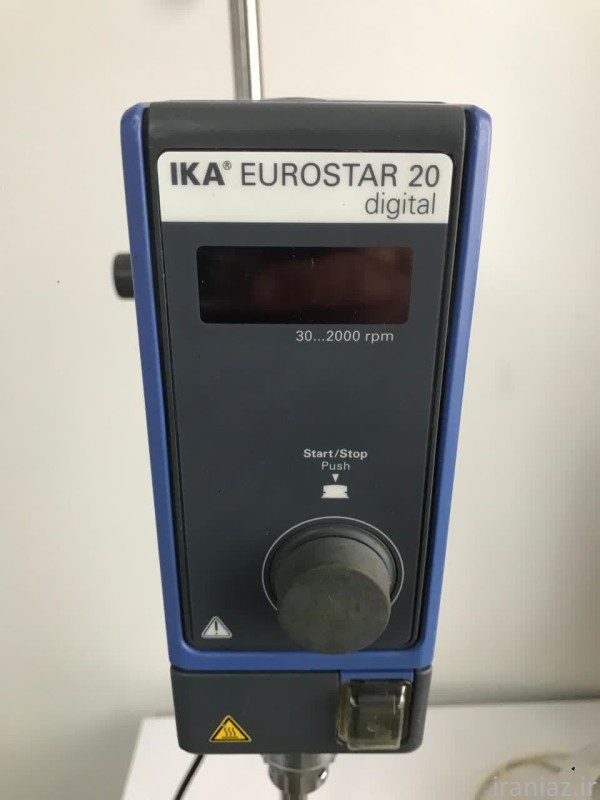 IKA® EUROSTAR 20
digital
30...2000 rpm
Start/Stop
Push
iraniaz.ir